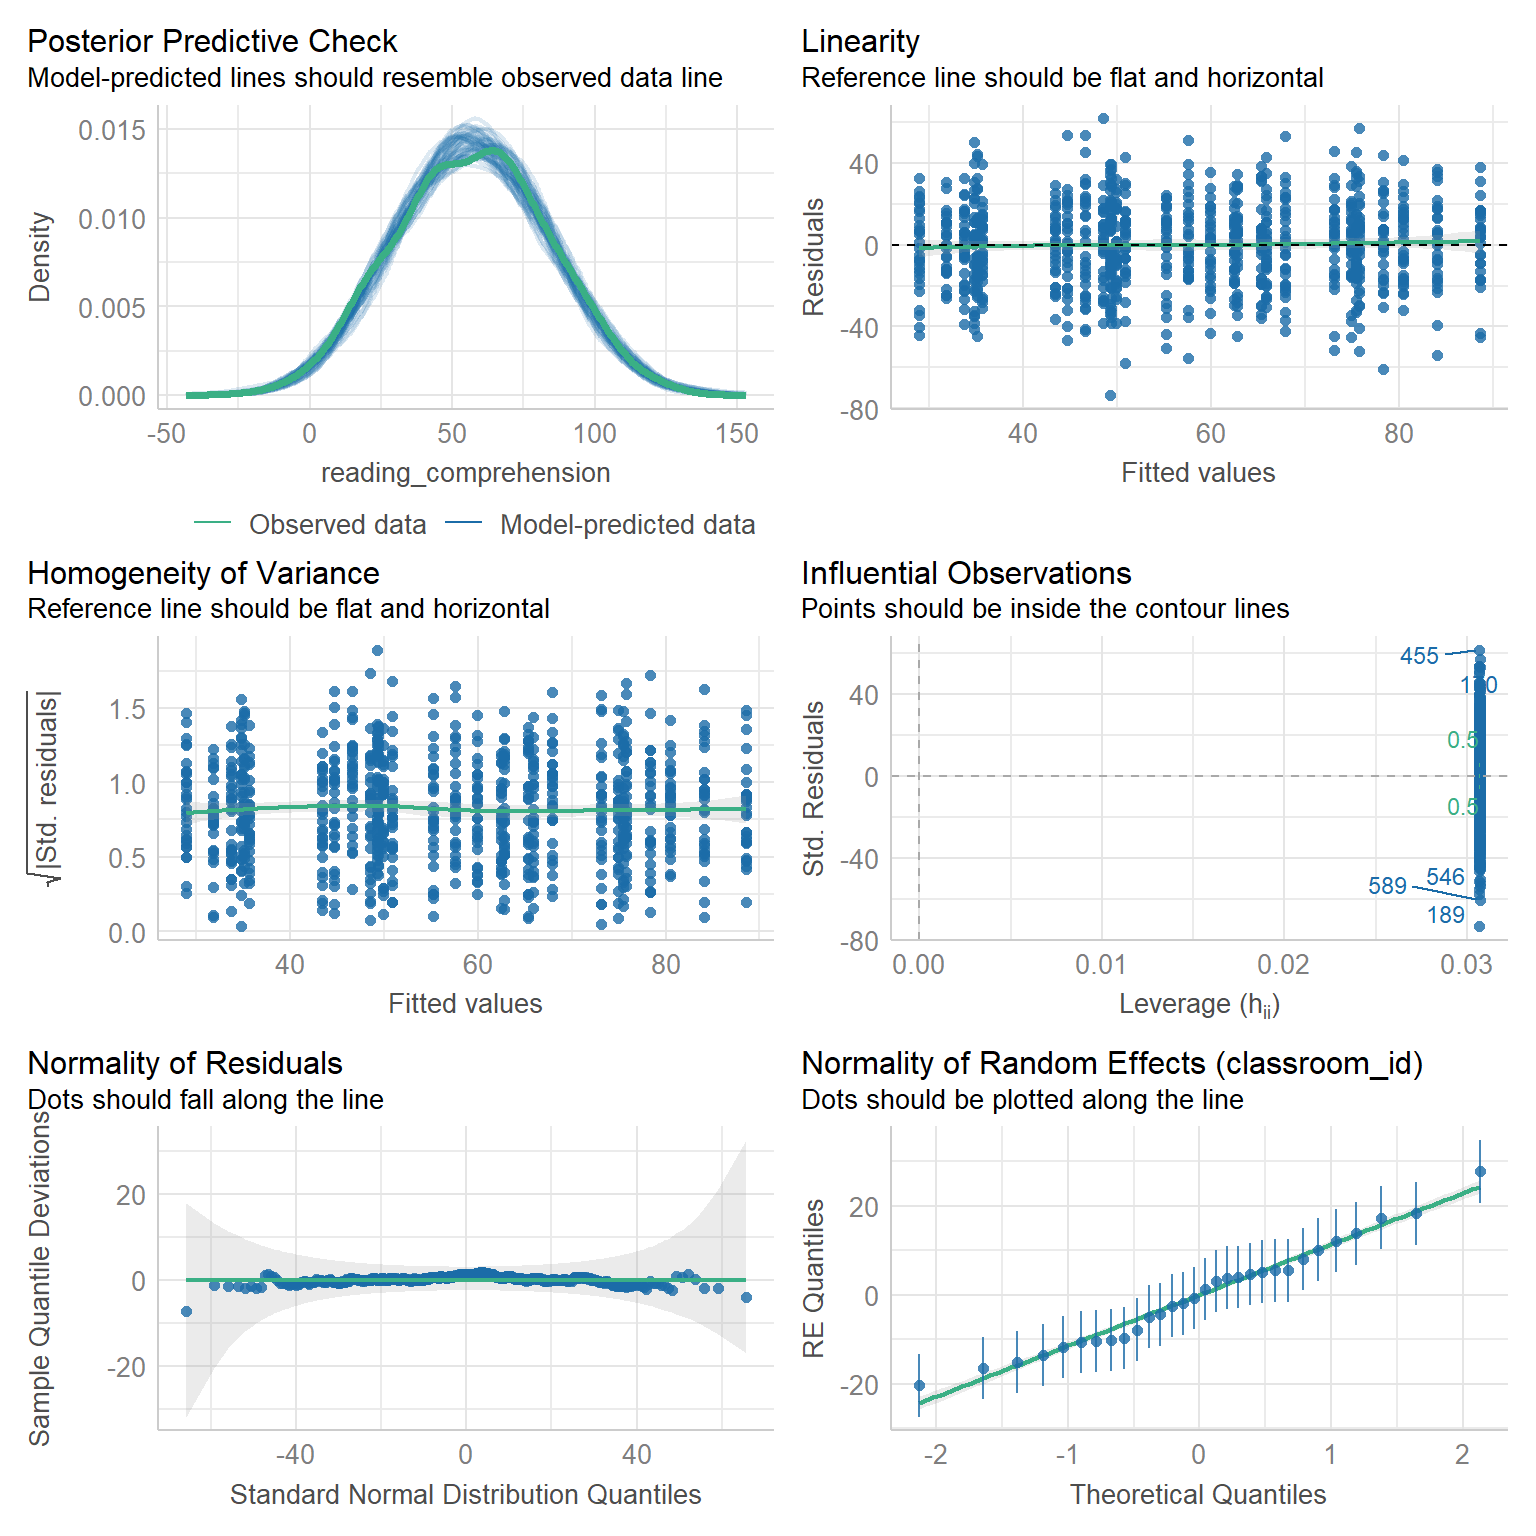 Posterior Predictive Check
Model-predicted lines should resemble observed data line
Density
0.015
0.010
0.005
0.000
-50 0 50 100 150
reading_comprehension
Observed data Model-predicted data
Linearity
Reference line should be flat and horizontal
Residuals
40
0
-40
-80
40 60 80
Fitted values
Homogeneity of Variance
Reference line should be flat and horizontal
√|Std. residuals|
1.5
1.0
0.5
0.0
40 60 80
Fitted values
Influential Observations
Points should be inside the contour lines
Std. Residuals
40
0
-40
-80
455
0.5
0.5
546
589
189
0.00 0.01 0.02 0.03
Leverage (hii)
Normality of Residuals
Dots should fall along the line
Sample Quantile Deviations
20
0
-20
-40 0 40
Standard Normal Distribution Quantiles
Normality of Random Effects (classroom_id)
Dots should be plotted along the line
RE Quantiles
20
0
-20
-2 -1 0 1 2
Theoretical Quantiles